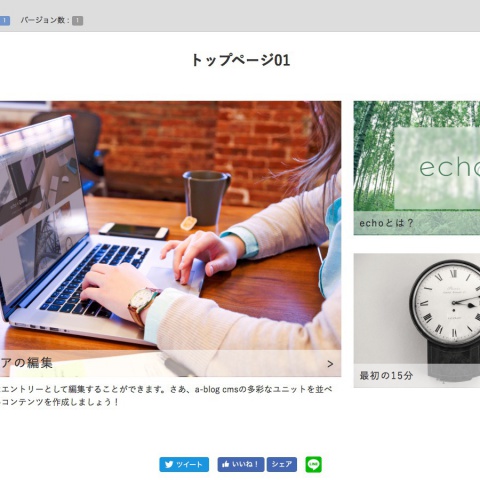 1 バージョン数 : 1
トップページ01
echo
echoとは？
アの編集 >
エントリーとして編集することができます。さあ、a-blog cmsの多彩なユニットを並べ
コンテンツを作成しましょう！
最初の15分
ツイート いいね！ シェア LINE